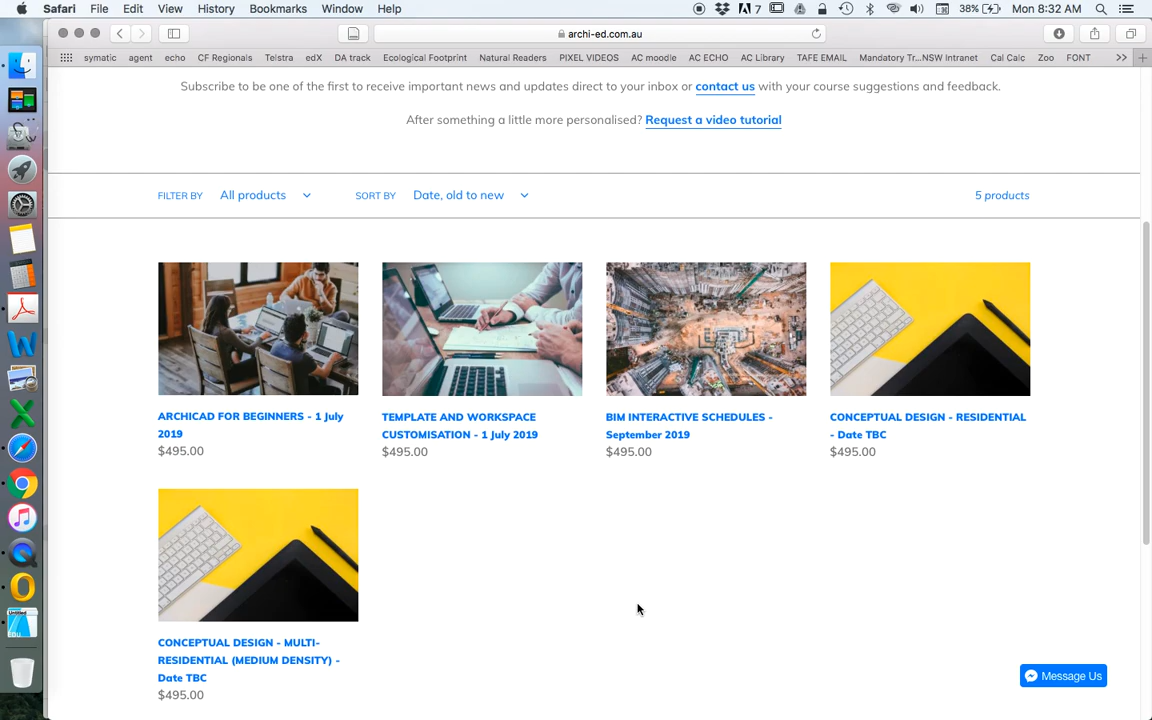 Safari File Edit View History Bookmarks Window Help
7 38% Mon 8:32 AM
archi-ed.com.au
symatic agent echo CF Regionals Telstra edX DA track Ecological Footprint Natural Readers PIXEL VIDEOS AC moodle AC ECHO AC Library TAFE EMAIL Mandatory Tr...NSW Intranet Cal Calc Zoo FONT
Subscribe to be one of the first to receive important news and updates direct to your inbox or contact us with your course suggestions and feedback.
After something a little more personalised? Request a video tutorial
FILTER BY All products SORT BY Date, old to new 5 products
ARCHICAD FOR BEGINNERS - 1 July
2019
$495.00
TEMPLATE AND WORKSPACE
CUSTOMISATION - 1 July 2019
$495.00
BIM INTERACTIVE SCHEDULES -
September 2019
$495.00
CONCEPTUAL DESIGN - RESIDENTIAL
- Date TBC
$495.00
CONCEPTUAL DESIGN - MULTI-
RESIDENTIAL (MEDIUM DENSITY) -
Date TBC
$495.00
Message Us